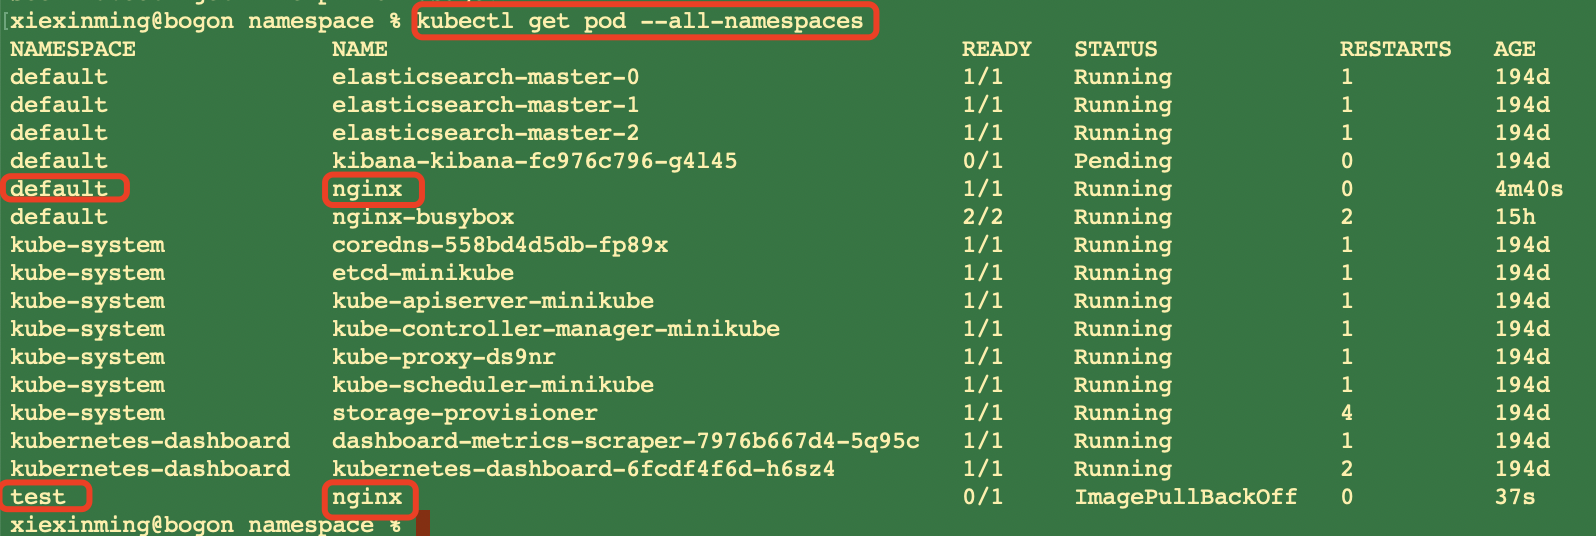 xiexinming@bogon namespace % kubectl get pod --all-namespaces
NAMESPACE NAME READY STATUS RESTARTS AGE
default elasticsearch-master-0 1/1 Running 1 194d
default elasticsearch-master-1 1/1 Running 1 194d
default elasticsearch-master-2 1/1 Running 1 194d
default kibana-kibana-fc976c796-g4l45 0/1 Pending 0 194d
default nginx 1/1 Running 0 4m40s
default nginx-busybox 2/2 Running 2 15h
kube-system coredns-558bd4d5db-fp89x 1/1 Running 1 194d
kube-system etcd-minikube 1/1 Running 1 194d
kube-system kube-apiserver-minikube 1/1 Running 1 194d
kube-system kube-controller-manager-minikube 1/1 Running 1 194d
kube-system kube-proxy-ds9nr 1/1 Running 1 194d
kube-system kube-scheduler-minikube 1/1 Running 1 194d
kube-system storage-provisioner 1/1 Running 4 194d
kubernetes-dashboard dashboard-metrics-scraper-7976b667d4-5q95c 1/1 Running 1 194d
kubernetes-dashboard kubernetes-dashboard-6fcdf4f6d-h6sz4 1/1 Running 2 194d
test nginx 0/1 ImagePullBackOff 0 37s
xiexinming@bogon namespace %